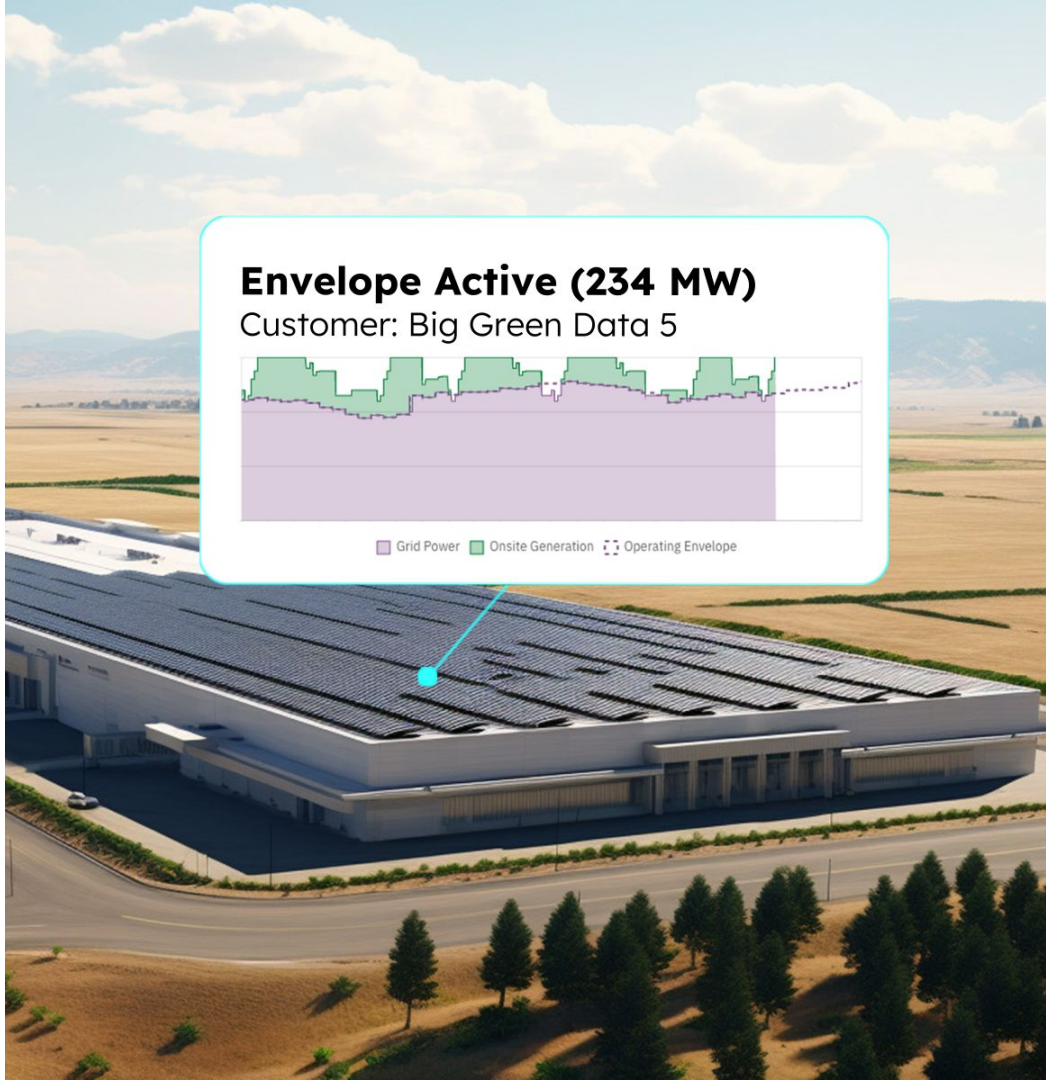 Envelope Active (234 MW)
Customer: Big Green Data 5
Grid Power Onsite Generation Operating Envelope